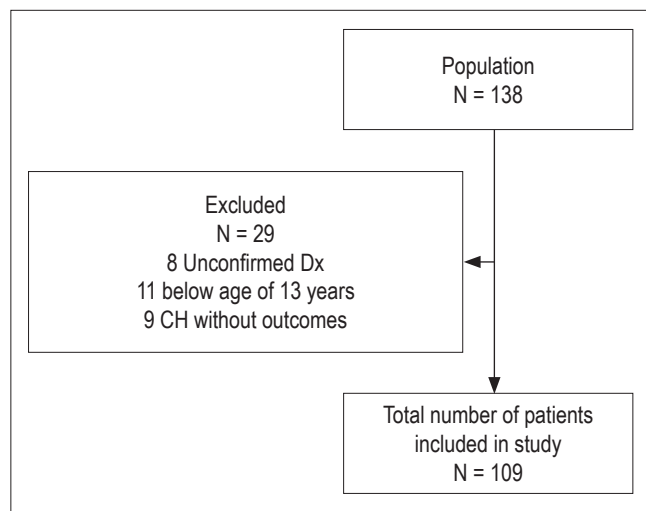 Population
N = 138
Excluded
N = 29
8 Unconfirmed Dx
11 below age of 13 years
9 CH without outcomes
Total number of patients
included in study
N = 109